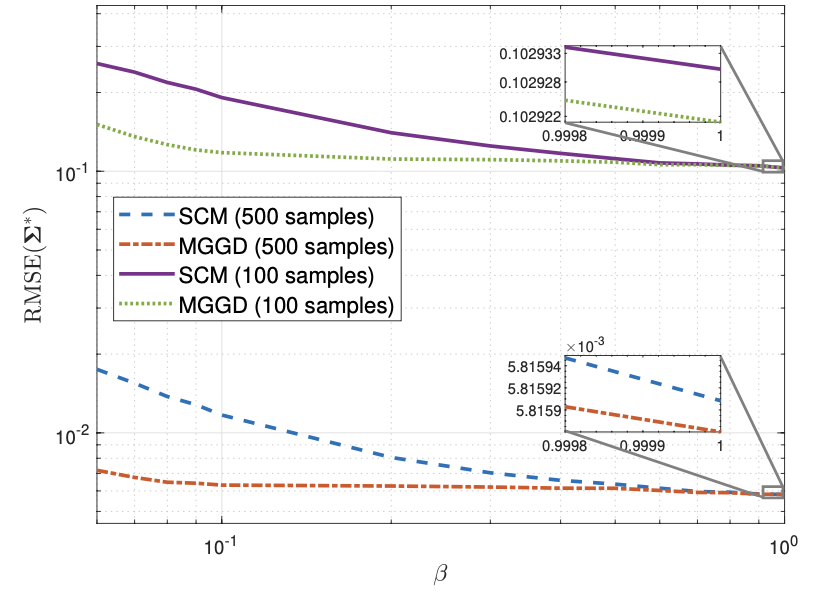 0.102933
0.102928
0.102922
0.9998 0.9999 1
10⁻¹
SCM (500 samples)
MGGD (500 samples)
SCM (100 samples)
MGGD (100 samples)
RMSE(Σ*)
×10⁻³
5.81594
5.81592
5.8159
0.9998 0.9999 1
10⁻²
10⁻¹ 10⁰
β